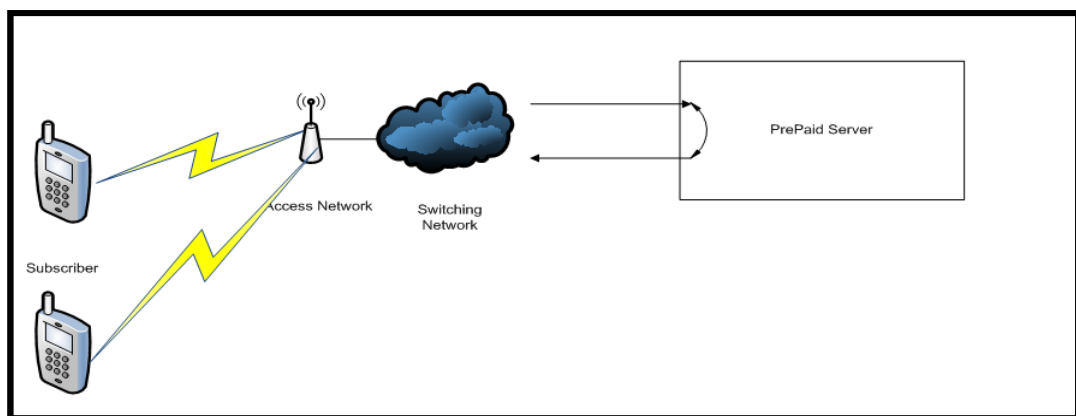 PrePaid Server
Access Network
Switching
Network
Subscriber